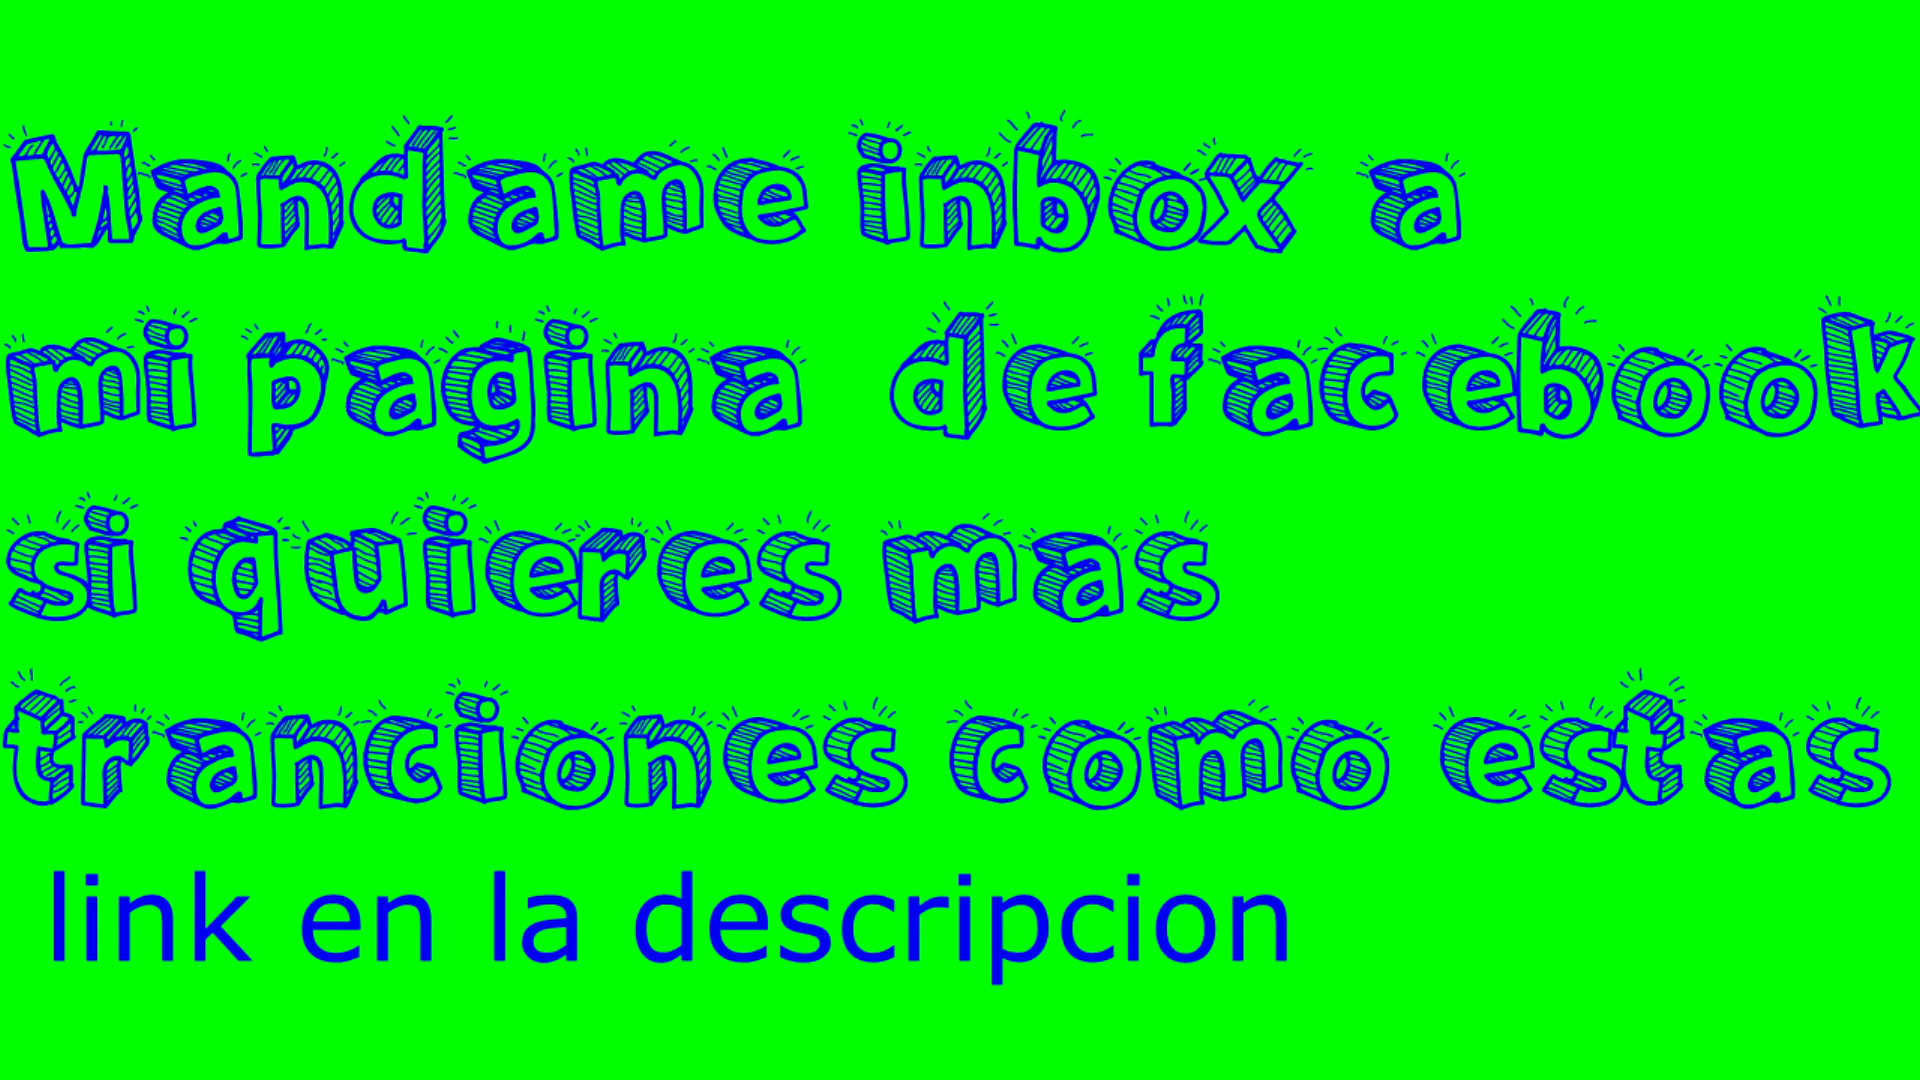 Mandame inbox a
mi pagina de facebook
si quieres mas
tranciones como estas
link en la descripcion